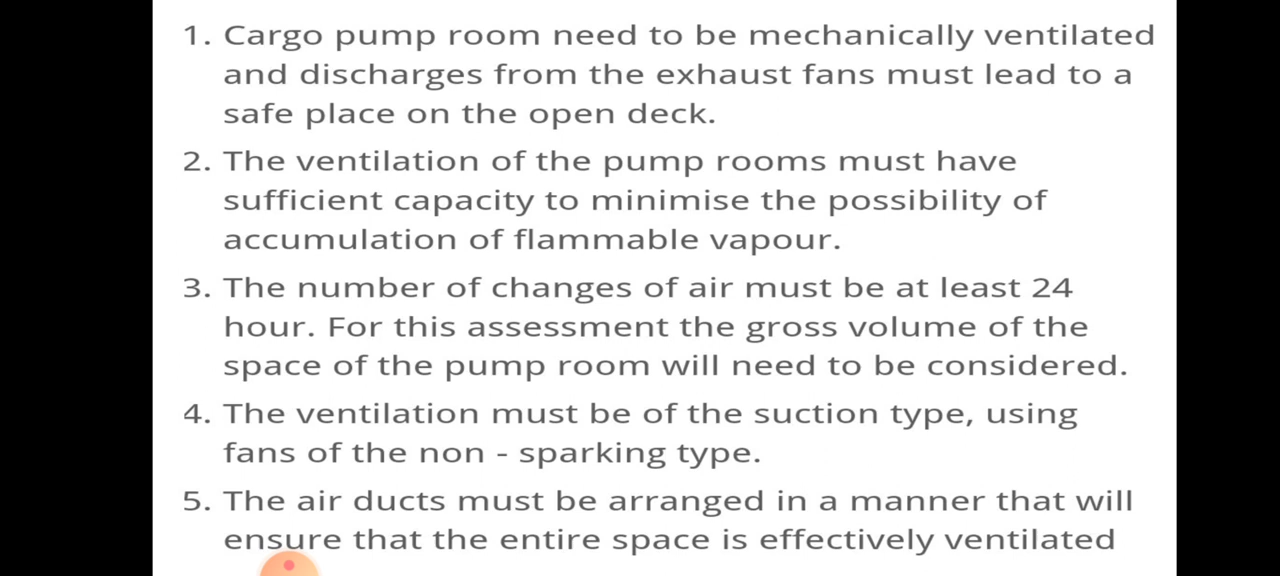 1. Cargo pump room need to be mechanically ventilated
and discharges from the exhaust fans must lead to a
safe place on the open deck.
2. The ventilation of the pump rooms must have
sufficient capacity to minimise the possibility of
accumulation of flammable vapour.
3. The number of changes of air must be at least 24
hour. For this assessment the gross volume of the
space of the pump room will need to be considered.
4. The ventilation must be of the suction type, using
fans of the non - sparking type.
5. The air ducts must be arranged in a manner that will
ensure that the entire space is effectively ventilated